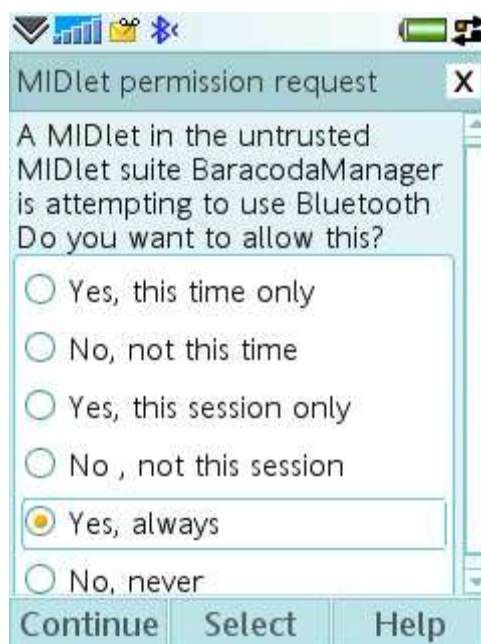 MIDlet permission request X
A MIDlet in the untrusted
MIDlet suite BaracodaManager
is attempting to use Bluetooth
Do you want to allow this?
Yes, this time only
No, not this time
Yes, this session only
No , not this session
Yes, always
No, never
Continue Select Help